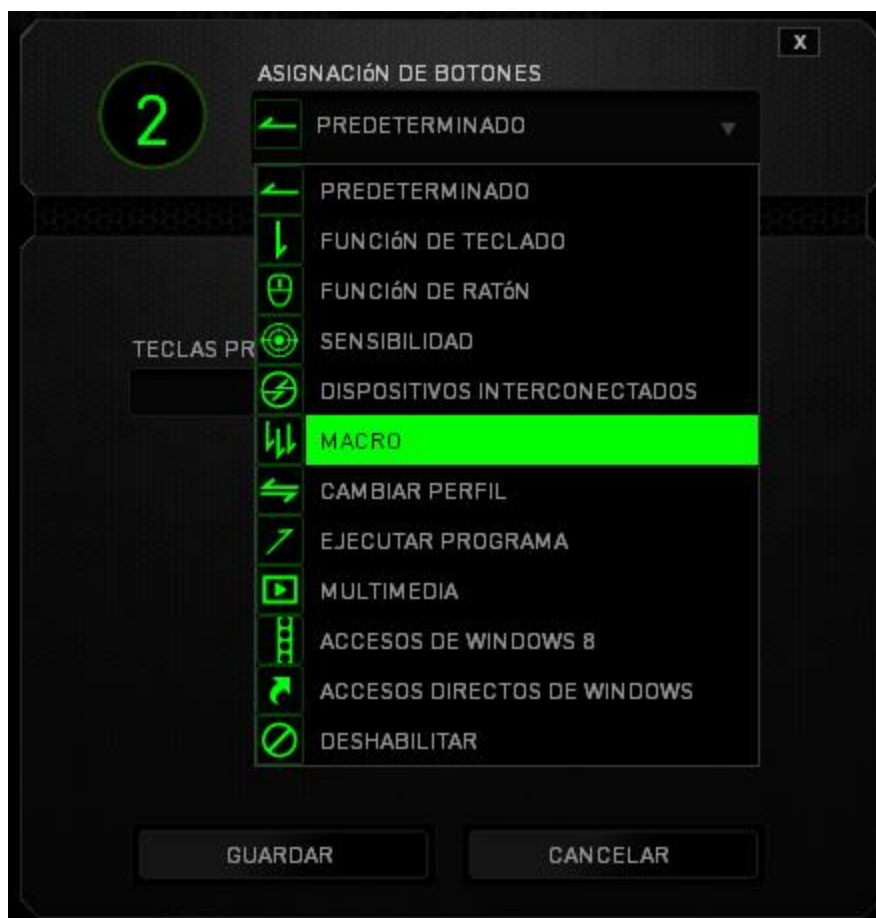 X
ASIGNACIóN DE BOTONES
2
PREDETERMINADO
PREDETERMINADO
FUNCIóN DE TECLADO
FUNCIóN DE RATóN
SENSIBILIDAD
TECLAS PR
DISPOSITIVOS INTERCONECTADOS
MACRO
CAMBIAR PERFIL
EJECUTAR PROGRAMA
MULTIMEDIA
ACCESOS DE WINDOWS 8
ACCESOS DIRECTOS DE WINDOWS
DESHABILITAR
GUARDAR
CANCELAR